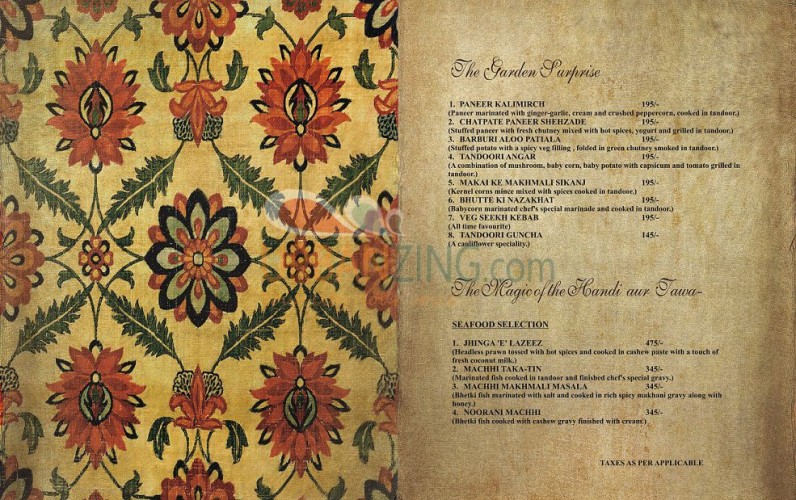 The Garden Surprise
1. PANEER KALIMIRCH 195/-
(Paneer marinated with ginger-garlic, cream and crushed peppercorn, cooked in tandoor.)
2. CHATPATE PANEER SHEHZADE 195/-
(Stuffed paneer with fresh chutney mixed with hot spices, yogurt and grilled in tandoor.)
3. BARBURI ALOO PATIALA 195/-
(Stuffed potato with a spicy veg filling , folded in green chutney smoked in tandoor.)
4. TANDOORI ANGAR 195/-
(A combination of mushroom, baby corn, baby potato with capsicum and tomato grilled in
tandoor.)
5. MAKAI KE MAKHMALI SIKANJ 195/-
(Kernel corns mince mixed with spices cooked in tandoor.)
6. BHUTTE KI NAZAKHAT 195/-
(Babycorn marinated chef's special marinade and cooked in tandoor.)
7. VEG SEEKH KEBAB 195/-
(All time favourite)
8. TANDOORI GUNCHA 145/-
(A cauliflower speciality.)
ZING.com
The Magic of the Handi aur Tawa-
SEAFOOD SELECTION
1. JHINGA 'E' LAZEEZ 475/-
(Headless prawn tossed with hot spices and cooked in cashew paste with a touch of
fresh coconut milk.)
2. MACHHI TAKA-TIN 345/-
(Marinated fish cooked in tandoor and finished chef's special gravy.)
3. MACHHI MAKHMALI MASALA 345/-
(Bhetki fish marinated with salt and cooked in rich spicy makhani gravy along with
honey.)
4. NOORANI MACHHI 345/-
(Bhetki fish cooked with cashew gravy finished with cream.)
TAXES AS PER APPLICABLE